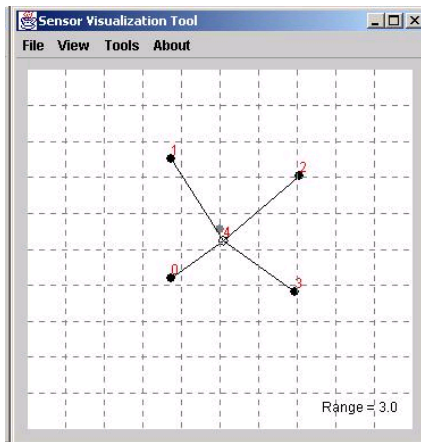 Sensor Visualization Tool
File View Tools About
1
2
4
0
3
Range = 3.0